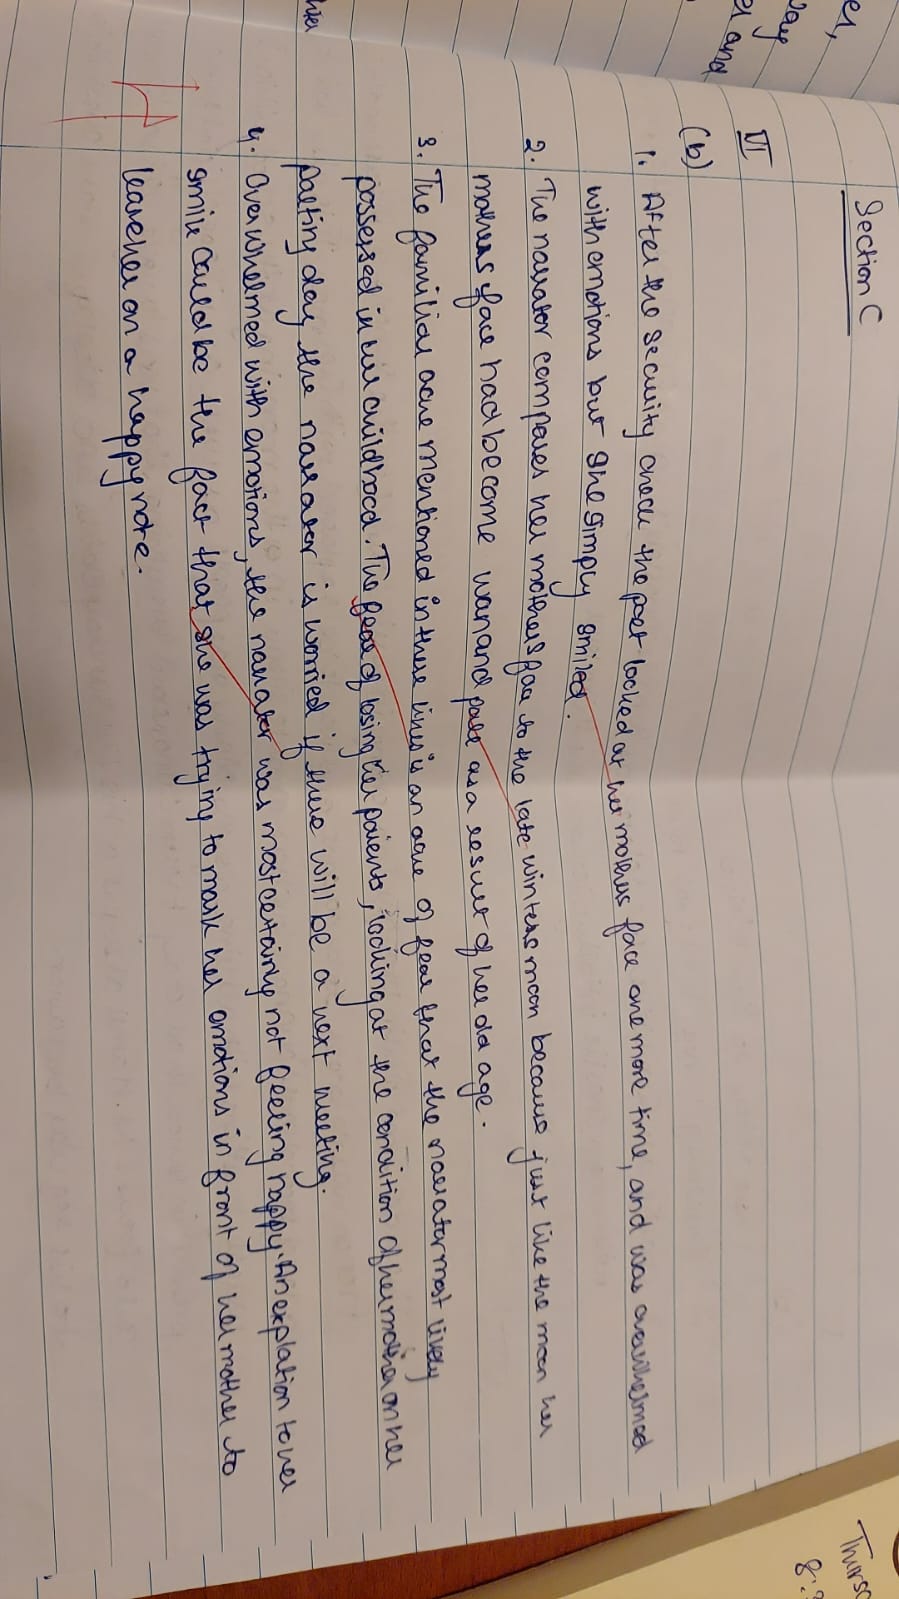 Section C
VI
(b)
1. After the security check the poet looked at her mothers face one more time, and was overwhelmed
with emotions but she simply smiled.
2. The narrator compares her mothers face to the late winters moon because just like the moon her
mothers face had become wan and pale as a result of her old age.
3. The familiar ache mentioned in these lines is an ache of fear that the narrator most lively
possessed in her childhood. The fear of losing her parents, looking at the condition of her mother on her
parting day the narrator is worried if there will be a next meeting.
4. Overwhelmed with emotions, the narrator was most certainly not feeling happy. An explation to her
smile could be the fact that she was trying to mask her emotions in front of her mother to
leave her on a happy note.
4
er,
day
er and
Thursd
8:3